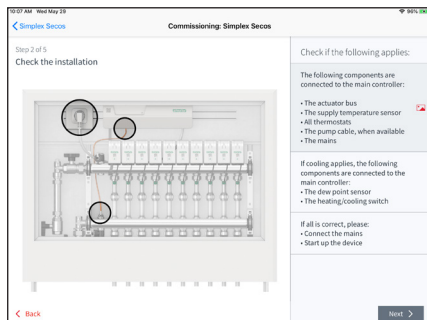 10:07 AM Wed May 29
96%
Simplex Secos
Commissioning: Simplex Secos
Step 2 of 5
Check the installation
Check if the following applies:
The following components are
connected to the main controller:
• The actuator bus
• The supply temperature sensor
• All thermostats
• The pump cable, when available
• The mains
If cooling applies, the following
components are connected to the
main controller:
• The dew point sensor
• The heating/cooling switch
If all is correct, please:
• Connect the mains
• Start up the device
Back
Next